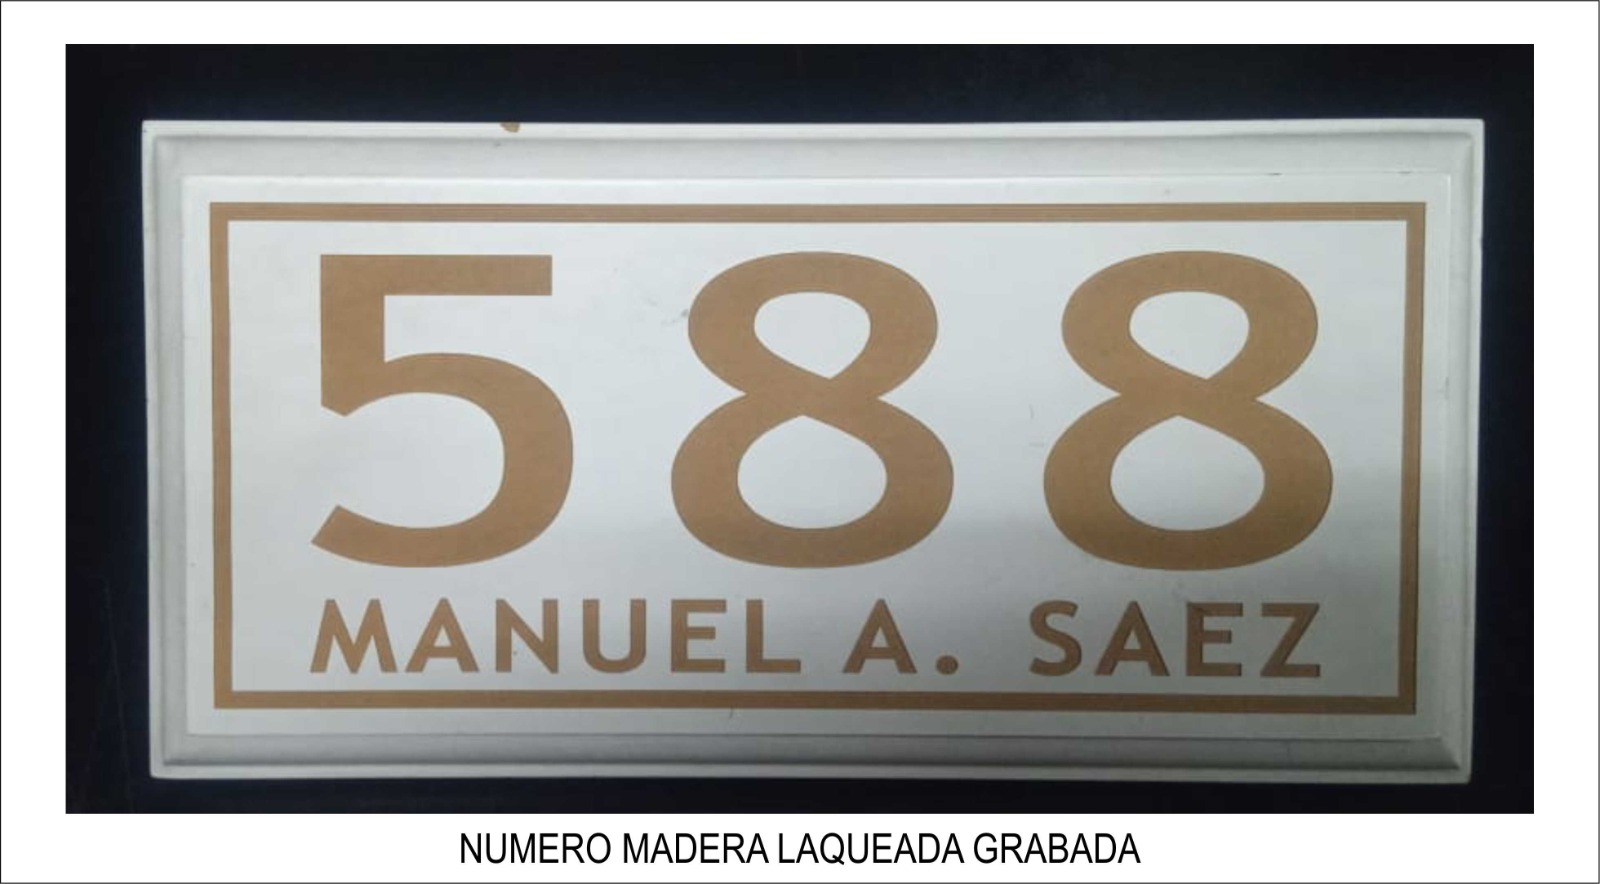 588
MANUEL A. SAEZ
NUMERO MADERA LAQUEADA GRABADA